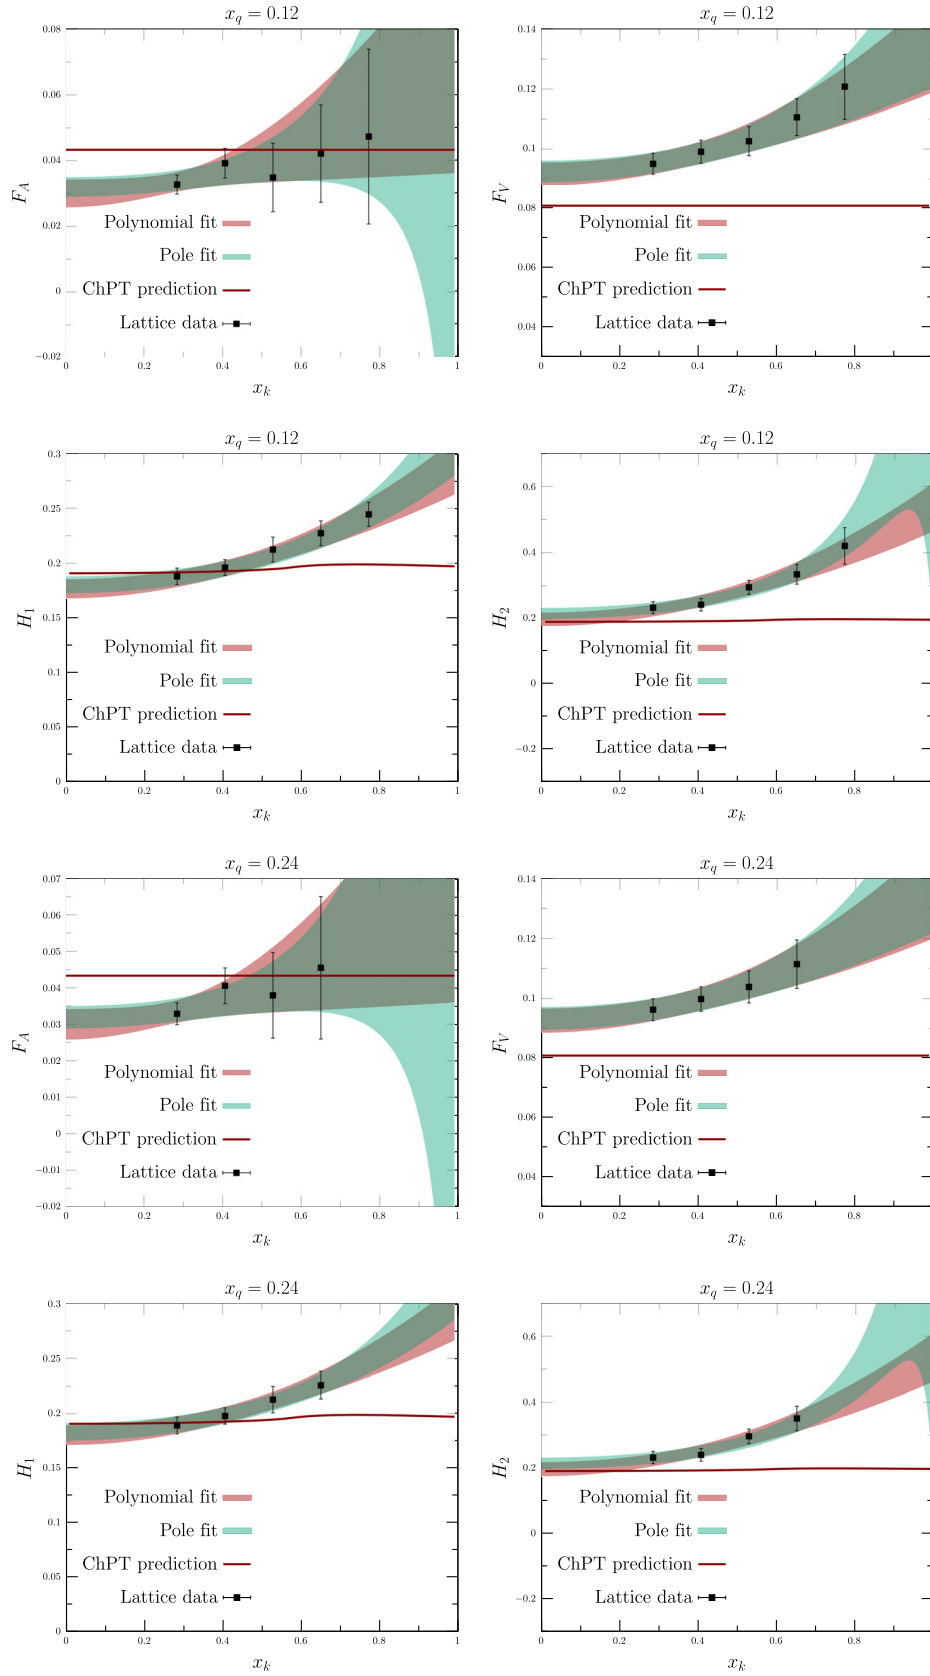 x_q = 0.12
F_A
0.08
0.06
0.04
0.02
0
−0.02
Polynomial fit
Pole fit
ChPT prediction
Lattice data
0 0.2 0.4 0.6 0.8 1
x_k
x_q = 0.12
F_V
0.14
0.12
0.1
0.08
0.06
0.04
Polynomial fit
Pole fit
ChPT prediction
Lattice data
0 0.2 0.4 0.6 0.8
x_k
x_q = 0.12
H_1
0.3
0.25
0.2
0.15
0.1
0.05
0
Polynomial fit
Pole fit
ChPT prediction
Lattice data
0 0.2 0.4 0.6 0.8 1
x_k
x_q = 0.12
H_2
0.6
0.4
0.2
0
−0.2
Polynomial fit
Pole fit
ChPT prediction
Lattice data
0 0.2 0.4 0.6 0.8
x_k
x_q = 0.24
F_A
0.07
0.06
0.05
0.04
0.03
0.02
0.01
0
−0.01
−0.02
Polynomial fit
Pole fit
ChPT prediction
Lattice data
0 0.2 0.4 0.6 0.8 1
x_k
x_q = 0.24
F_V
0.14
0.12
0.1
0.08
0.06
0.04
Polynomial fit
Pole fit
ChPT prediction
Lattice data
0 0.2 0.4 0.6 0.8
x_k
x_q = 0.24
H_1
0.3
0.25
0.2
0.15
0.1
0.05
0
Polynomial fit
Pole fit
ChPT prediction
Lattice data
0 0.2 0.4 0.6 0.8 1
x_k
x_q = 0.24
H_2
0.6
0.4
0.2
0
−0.2
Polynomial fit
Pole fit
ChPT prediction
Lattice data
0 0.2 0.4 0.6 0.8
x_k